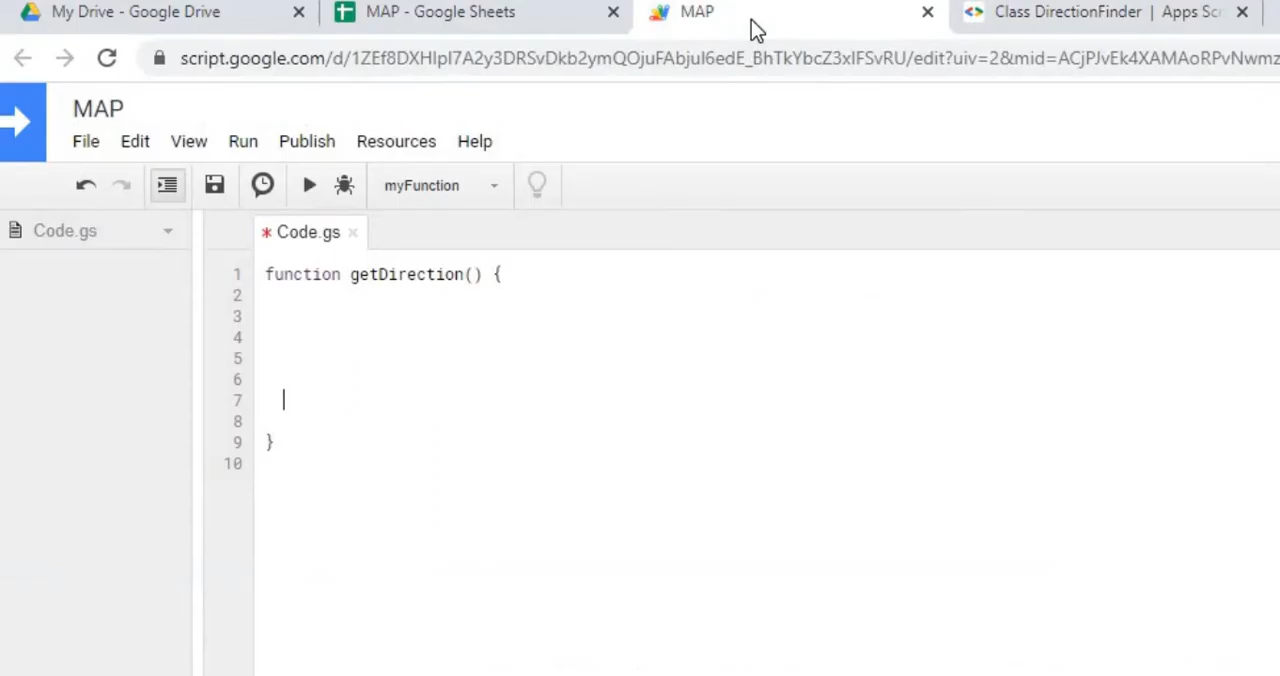 My Drive - Google Drive
MAP - Google Sheets
MAP
Class DirectionFinder | Apps Scr
script.google.com/d/1ZEf8DXHIpI7A2y3DRSvDkb2ymQOjuFAbjuI6edE_BhTkYbcZ3xIFSvRU/edit?uiv=2&mid=ACjPJvEk4XAMAoRPvNwmz
MAP
File Edit View Run Publish Resources Help
myFunction
Code.gs
* Code.gs
1 function getDirection() {
2
3
4
5
6
7
8
9 }
10